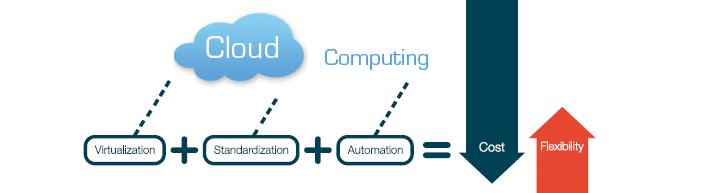 Cloud
Computing
Virtualization + Standardization + Automation = Cost Flexibility